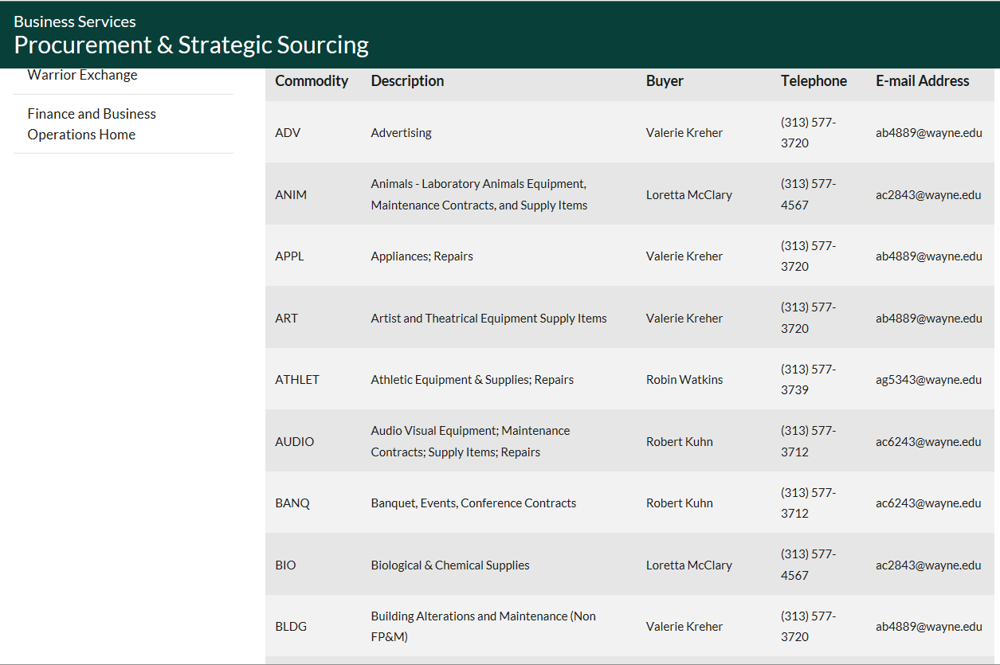 Business Services
Procurement & Strategic Sourcing
Warrior Exchange
Finance and Business
Operations Home
Commodity Description Buyer Telephone E-mail Address
ADV Advertising Valerie Kreher (313) 577-
3720 ab4889@wayne.edu
ANIM Animals - Laboratory Animals Equipment,
Maintenance Contracts, and Supply Items Loretta McClary (313) 577-
4567 ac2843@wayne.edu
APPL Appliances; Repairs Valerie Kreher (313) 577-
3720 ab4889@wayne.edu
ART Artist and Theatrical Equipment Supply Items Valerie Kreher (313) 577-
3720 ab4889@wayne.edu
ATHLET Athletic Equipment & Supplies; Repairs Robin Watkins (313) 577-
3739 ag5343@wayne.edu
AUDIO Audio Visual Equipment; Maintenance
Contracts; Supply Items; Repairs Robert Kuhn (313) 577-
3712 ac6243@wayne.edu
BANQ Banquet, Events, Conference Contracts Robert Kuhn (313) 577-
3712 ac6243@wayne.edu
BIO Biological & Chemical Supplies Loretta McClary (313) 577-
4567 ac2843@wayne.edu
BLDG Building Alterations and Maintenance (Non
FP&M) Valerie Kreher (313) 577-
3720 ab4889@wayne.edu